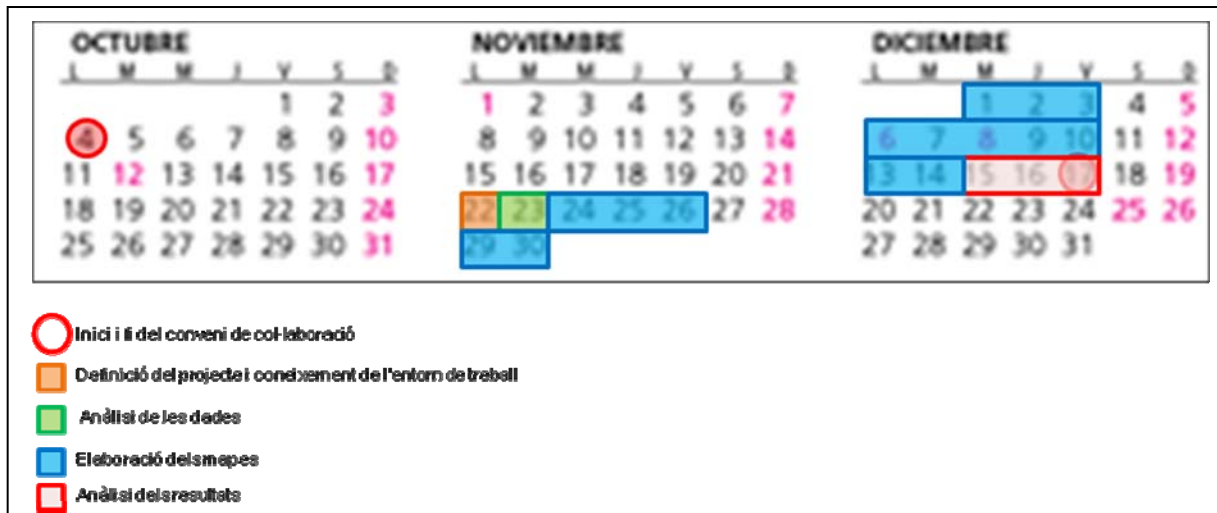 OCTUBRE NOVIEMBRE DICIEMBRE
L M M J V S D L M M J V S D L M M J V S D
1 2 3 1 2 3 4 5 6 7 1 2 3 4 5
4 5 6 7 8 9 10 8 9 10 11 12 13 14 6 7 8 9 10 11 12
11 12 13 14 15 16 17 15 16 17 18 19 20 21 13 14 15 16 17 18 19
18 19 20 21 22 23 24 22 23 24 25 26 27 28 20 21 22 23 24 25 26
25 26 27 28 29 30 31 29 30 27 28 29 30 31
Inici i fi del conveni de col·laboració
Definició del projecte i coneixement de l'entorn de treball
Anàlisi de les dades
Elaboració dels mapes
Anàlisi dels resultats